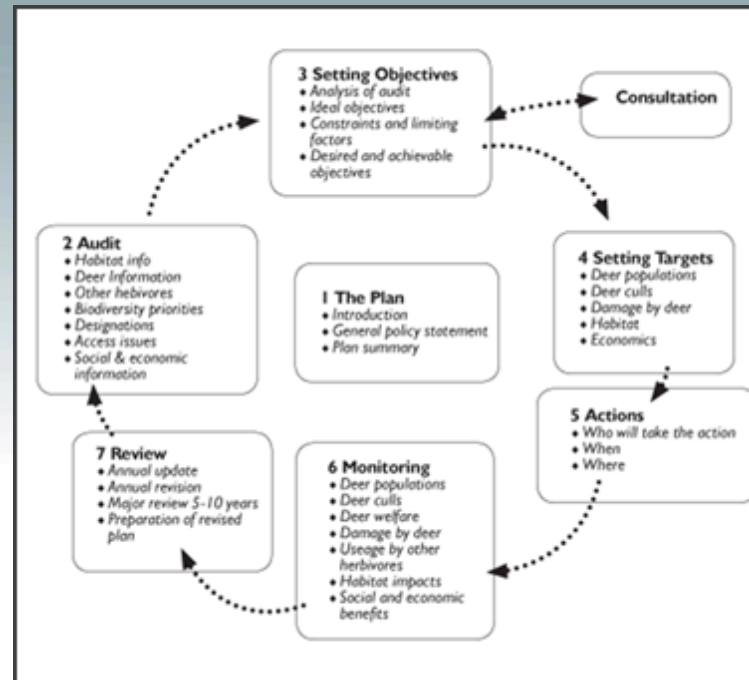 3 Setting Objectives
◆ Analysis of audit
◆ Ideal objectives
◆ Constraints and limiting
factors
◆ Desired and achievable
objectives
Consultation
2 Audit
◆ Habitat info
◆ Deer Information
◆ Other hebivores
◆ Biodiversity priorities
◆ Designations
◆ Access issues
◆ Social & economic
information
1 The Plan
◆ Introduction
◆ General policy statement
◆ Plan summary
4 Setting Targets
◆ Deer populations
◆ Deer culls
◆ Damage by deer
◆ Habitat
◆ Economics
5 Actions
◆ Who will take the action
◆ When
◆ Where
7 Review
◆ Annual update
◆ Annual revision
◆ Major review 5-10 years
◆ Preparation of revised
plan
6 Monitoring
◆ Deer populations
◆ Deer culls
◆ Deer welfare
◆ Damage by deer
◆ Useage by other
herbivores
◆ Habitat impacts
◆ Social and economic
benefits